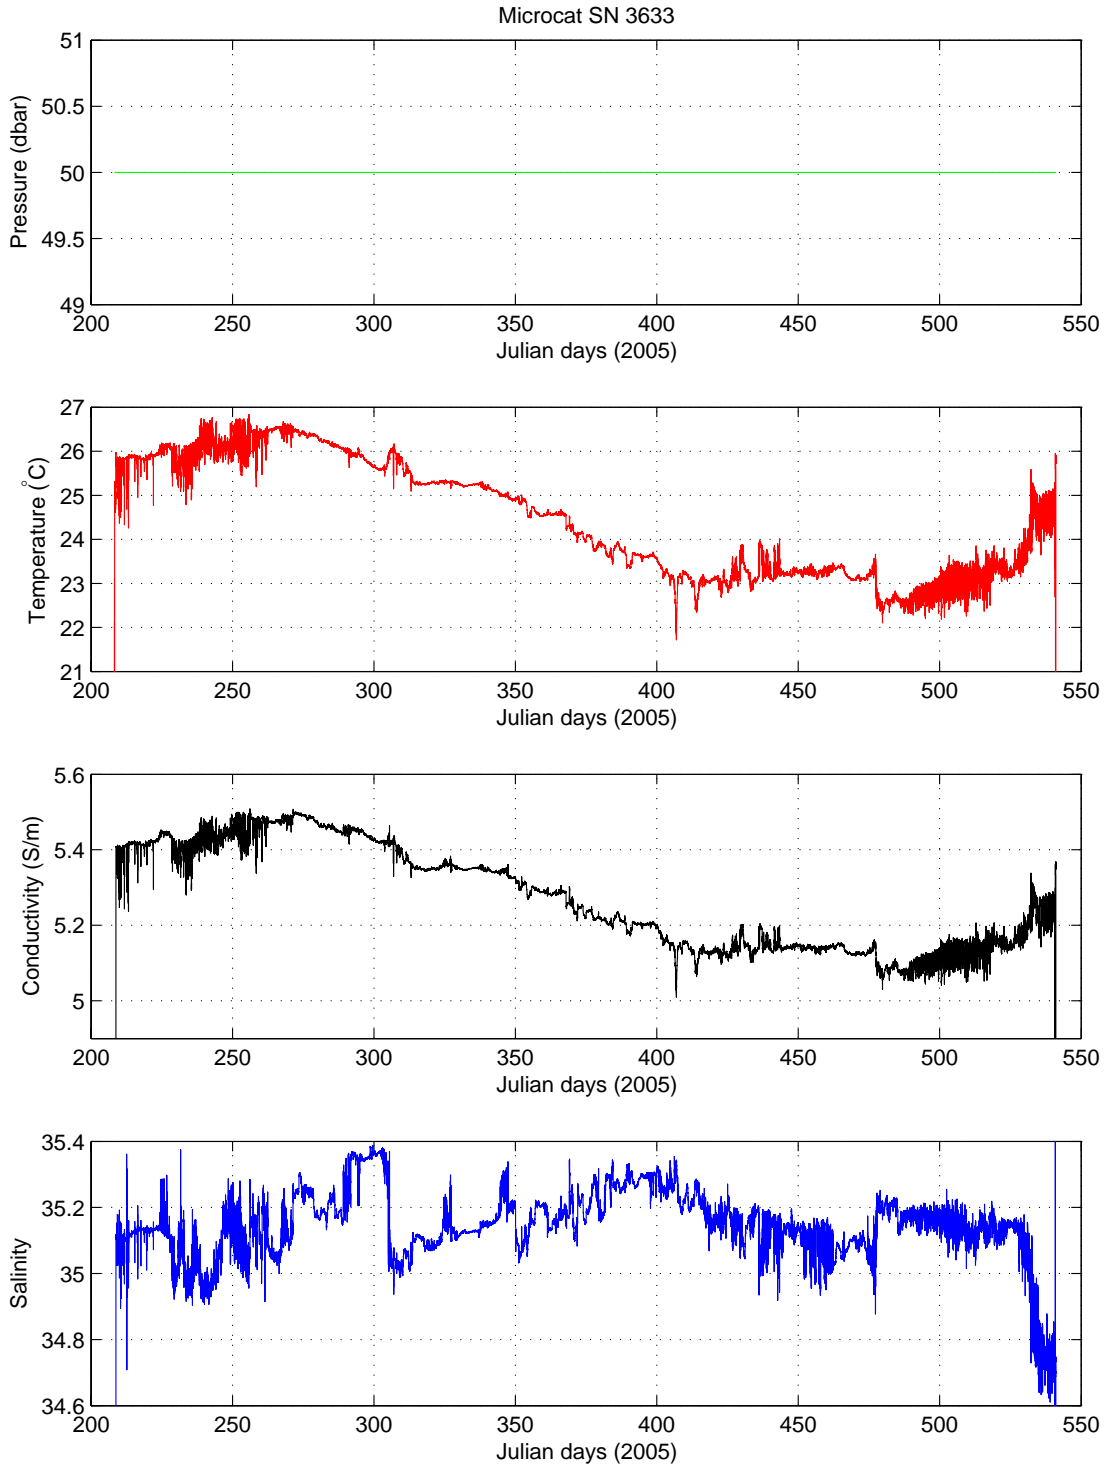 Microcat SN 3633
51
50.5
50
49.5
49
Pressure (dbar)
200 250 300 350 400 450 500 550
Julian days (2005)
27
26
25
24
23
22
21
Temperature (°C)
200 250 300 350 400 450 500 550
Julian days (2005)
5.6
5.4
5.2
5
Conductivity (S/m)
200 250 300 350 400 450 500 550
Julian days (2005)
35.4
35.2
35
34.8
34.6
Salinity
200 250 300 350 400 450 500 550
Julian days (2005)